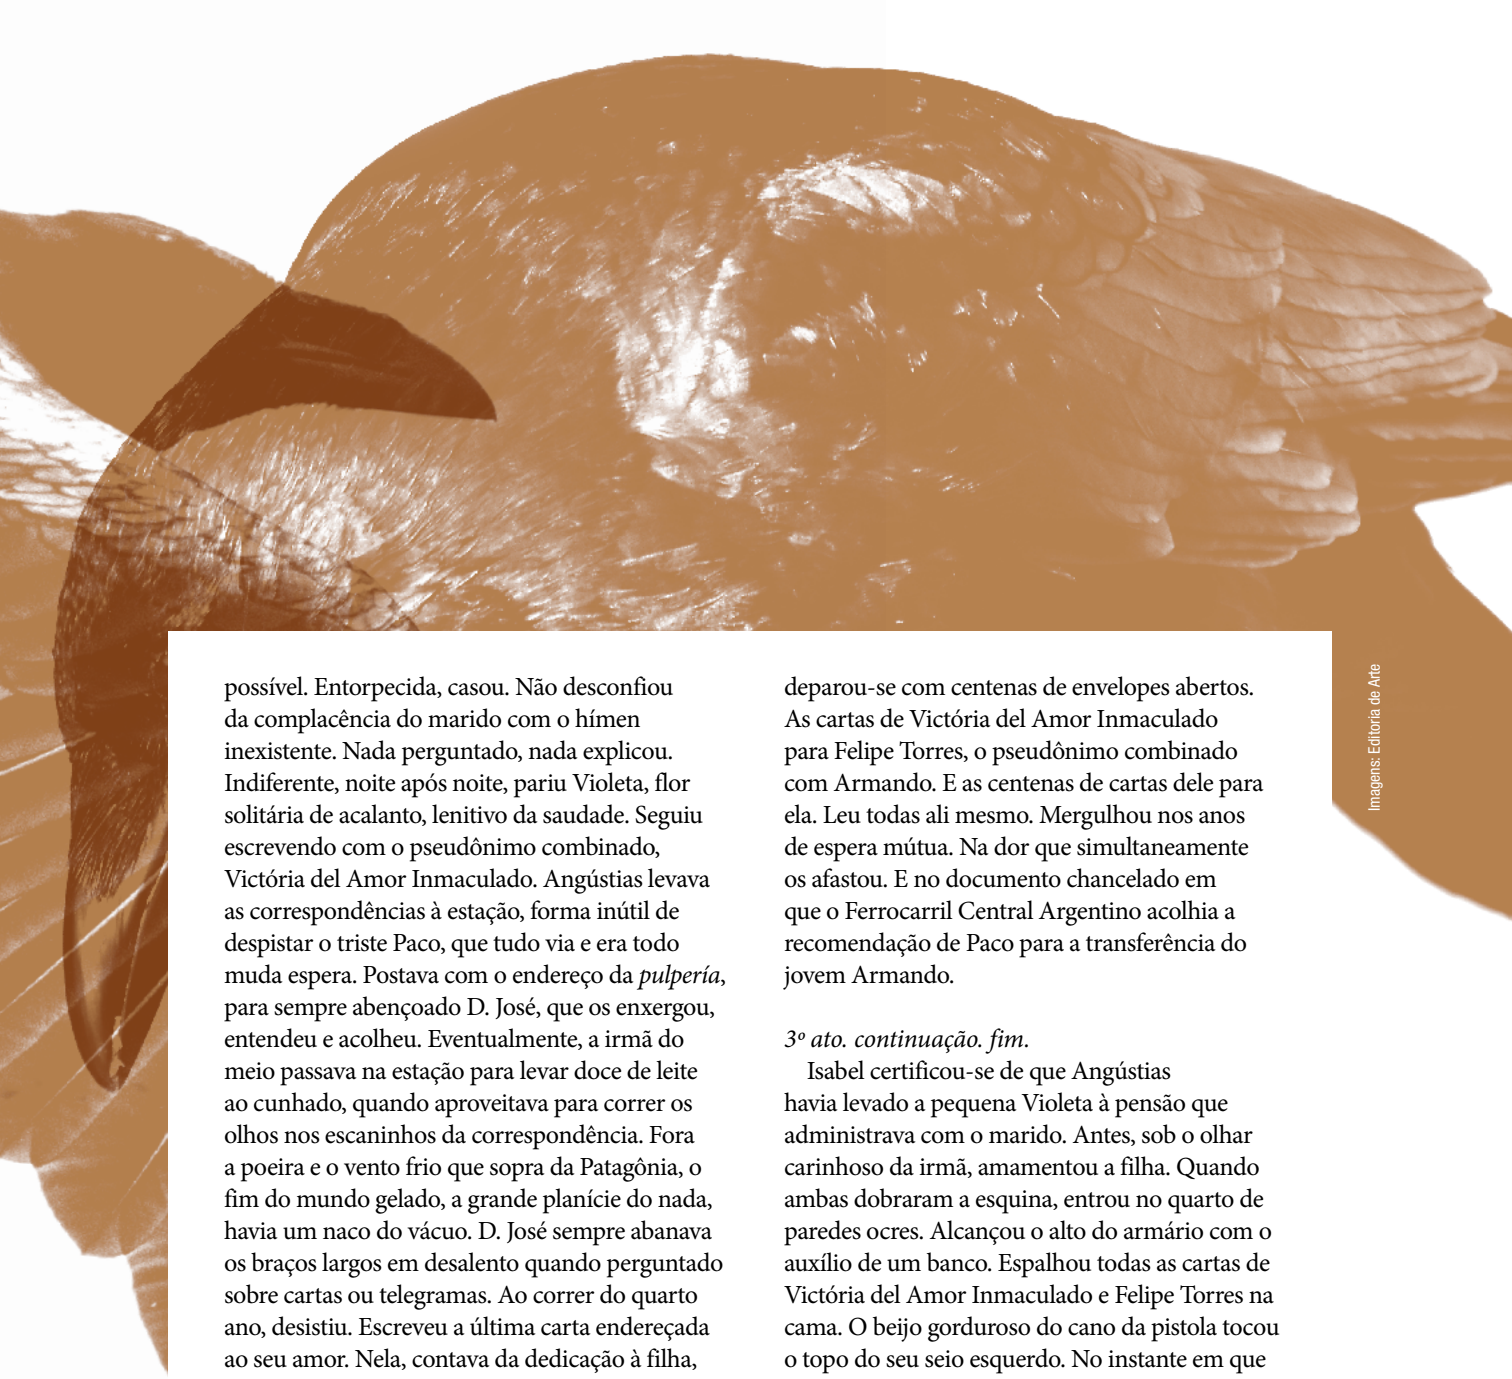 possível. Entorpecida, casou. Não desconfiou
da complacência do marido com o hímen
inexistente. Nada perguntado, nada explicou.
Indiferente, noite após noite, pariu Violeta, flor
solitária de acalanto, lenitivo da saudade. Seguiu
escrevendo com o pseudônimo combinado,
Victória del Amor Inmaculado. Angústias levava
as correspondências à estação, forma inútil de
despistar o triste Paco, que tudo via e era todo
muda espera. Postava com o endereço da pulpería,
para sempre abençoado D. José, que os enxergou,
entendeu e acolheu. Eventualmente, a irmã do
meio passava na estação para levar doce de leite
ao cunhado, quando aproveitava para correr os
olhos nos escaninhos da correspondência. Fora
a poeira e o vento frio que sopra da Patagônia, o
fim do mundo gelado, a grande planície do nada,
havia um naco do vácuo. D. José sempre abanava
os braços largos em desalento quando perguntado
sobre cartas ou telegramas. Ao correr do quarto
ano, desistiu. Escreveu a última carta endereçada
ao seu amor. Nela, contava da dedicação à filha,
deparou-se com centenas de envelopes abertos.
As cartas de Victória del Amor Inmaculado
para Felipe Torres, o pseudônimo combinado
com Armando. E as centenas de cartas dele para
ela. Leu todas ali mesmo. Mergulhou nos anos
de espera mútua. Na dor que simultaneamente
os afastou. E no documento chancelado em
que o Ferrocarril Central Argentino acolhia a
recomendação de Paco para a transferência do
jovem Armando.
3º ato. continuação. fim.
Isabel certificou-se de que Angústias
havia levado a pequena Violeta à pensão que
administrava com o marido. Antes, sob o olhar
carinhoso da irmã, amamentou a filha. Quando
ambas dobraram a esquina, entrou no quarto de
paredes ocres. Alcançou o alto do armário com o
auxílio de um banco. Espalhou todas as cartas de
Victória del Amor Inmaculado e Felipe Torres na
cama. O beijo gorduroso do cano da pistola tocou
o topo do seu seio esquerdo. No instante em que
Imagens: Editoria de Arte